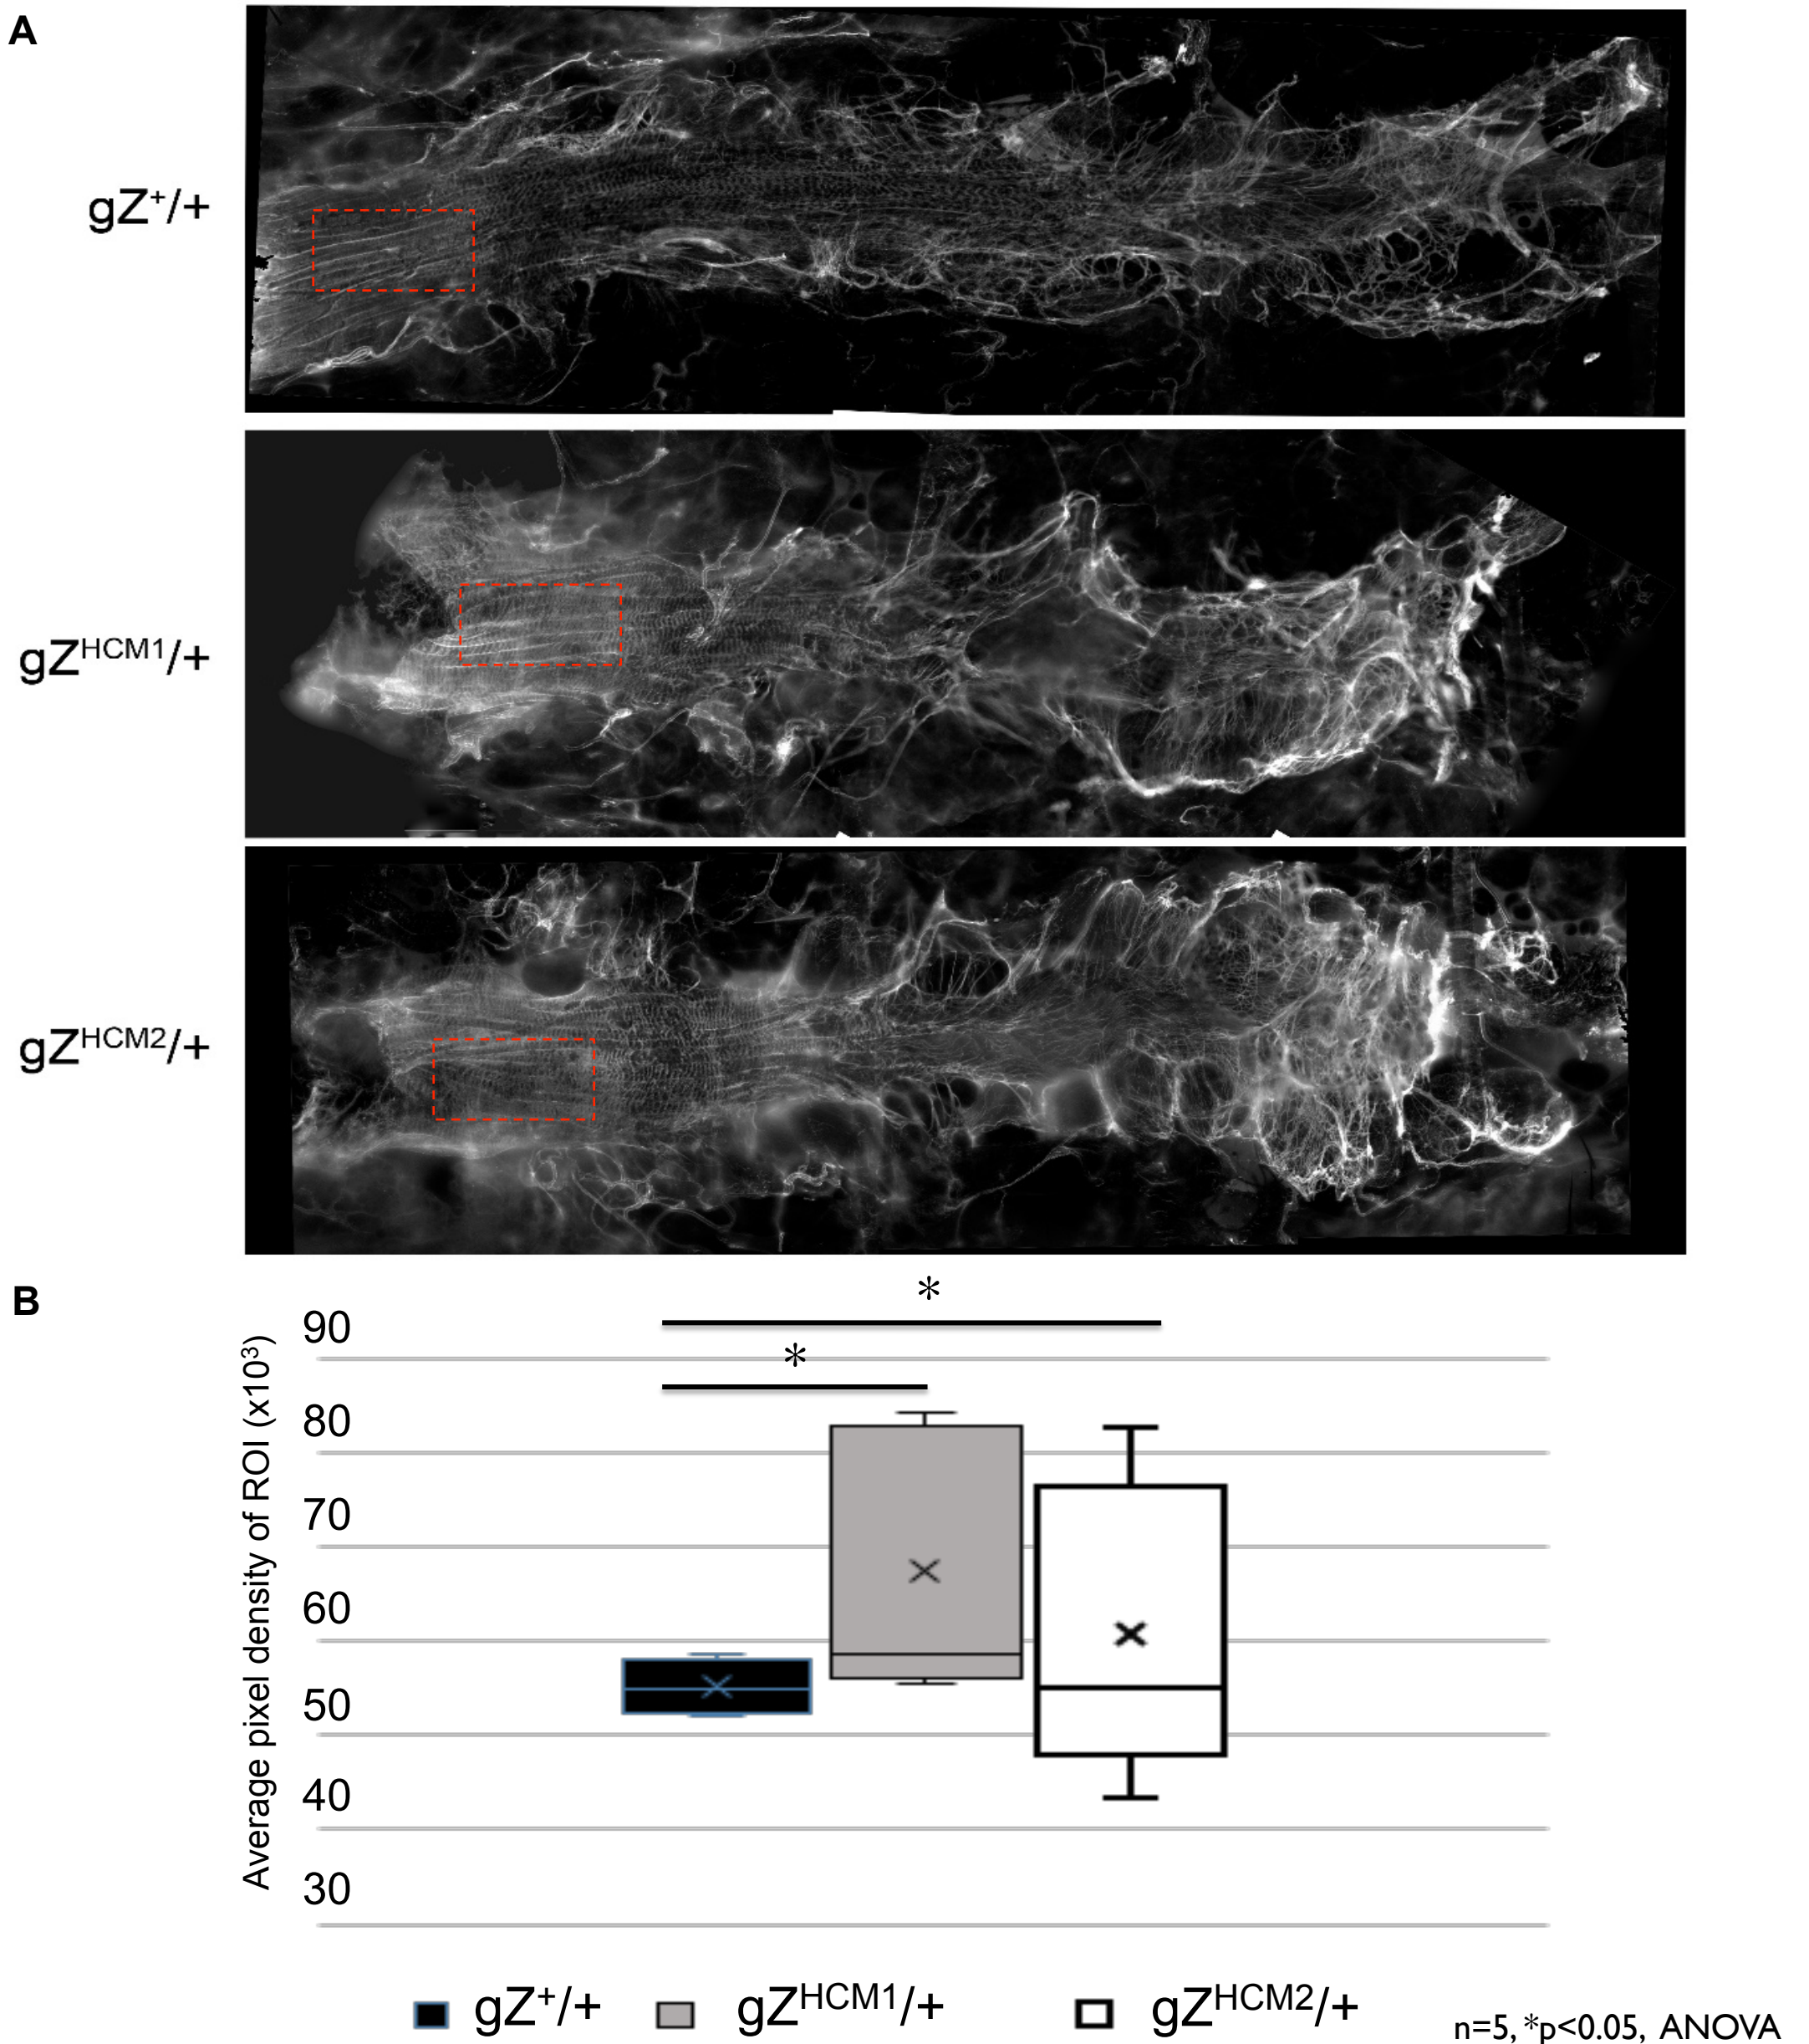 A
gZ⁺/+
gZᴴᶜᴹ¹/+
gZᴴᶜᴹ²/+
B
Average pixel density of ROI (x10³)
90
80
70
60
50
40
30
*
*
gZ⁺/+ gZᴴᶜᴹ¹/+ gZᴴᶜᴹ²/+
n=5, *p<0.05, ANOVA